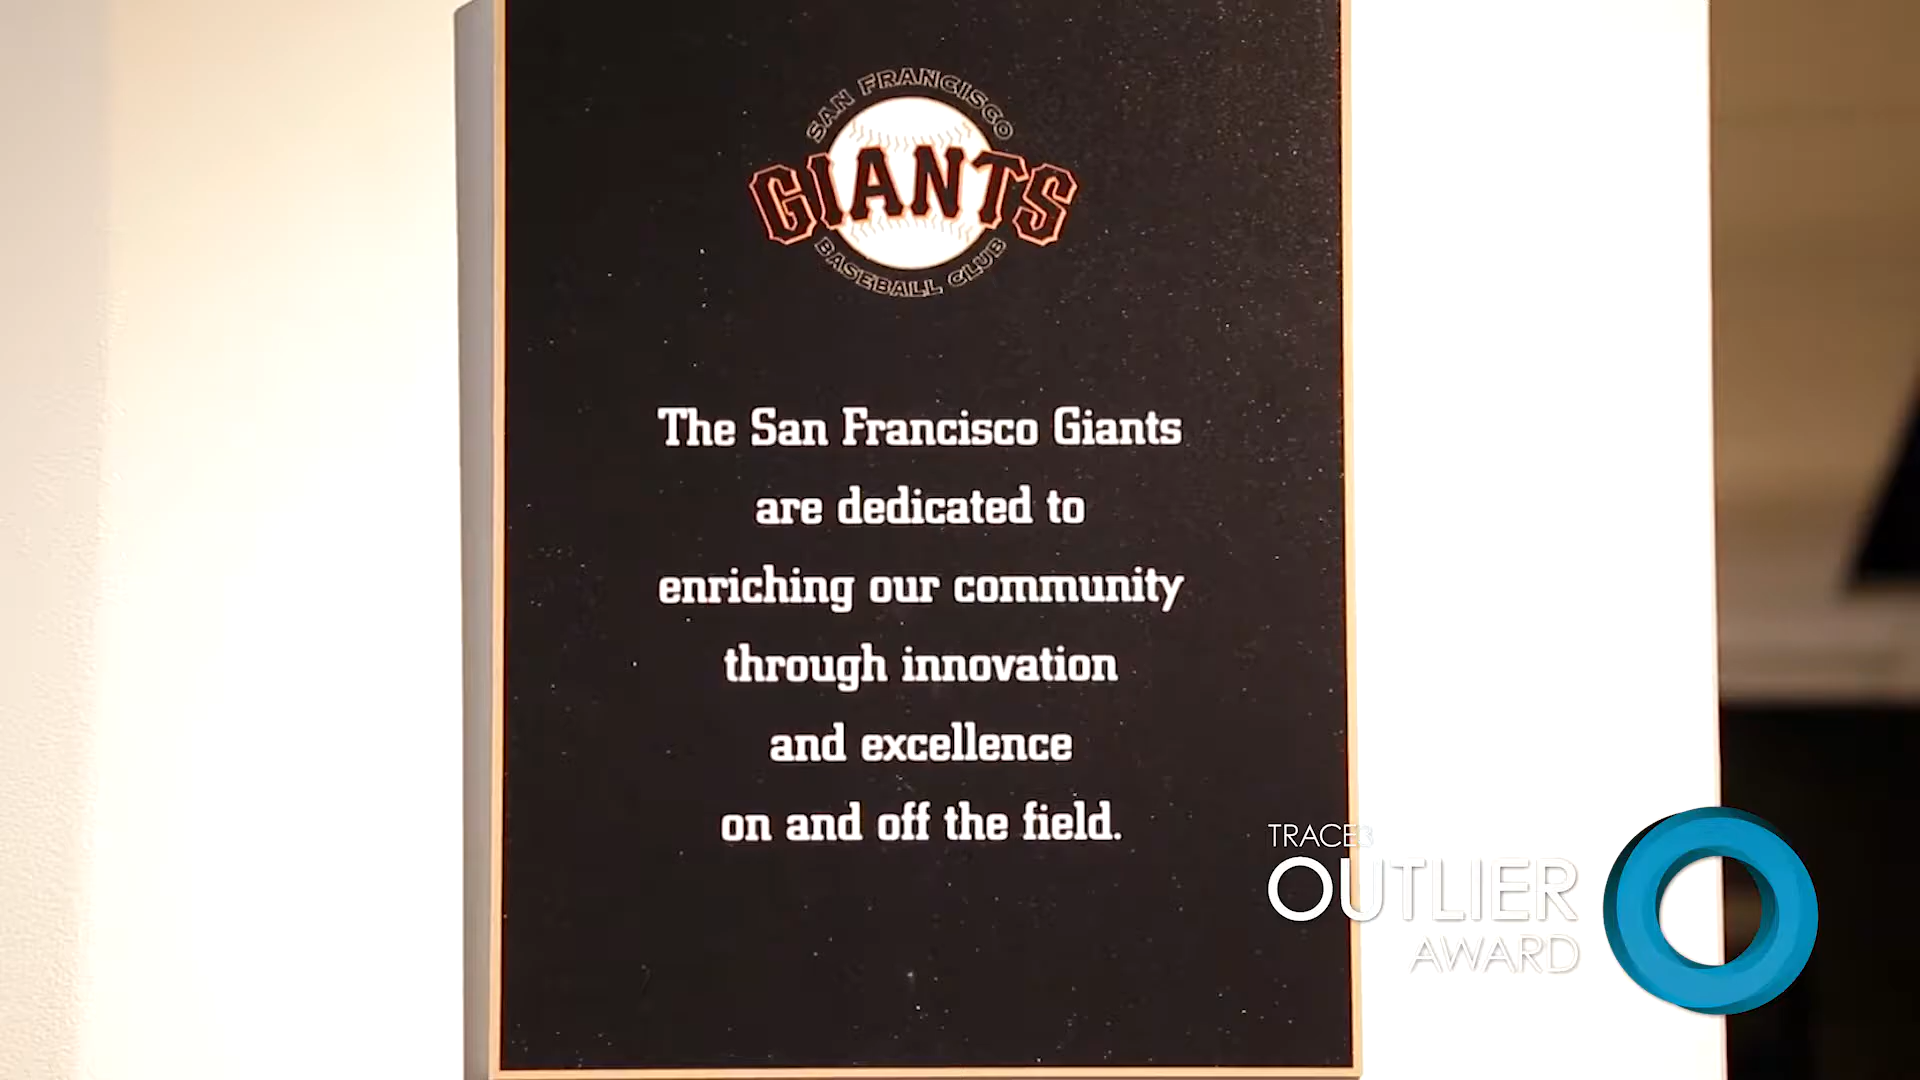 SAN FRANCISCO
GIANTS
BASEBALL CLUB
The San Francisco Giants
are dedicated to
enriching our community
through innovation
and excellence
on and off the field.
TRACE3
OUTLIER
AWARD